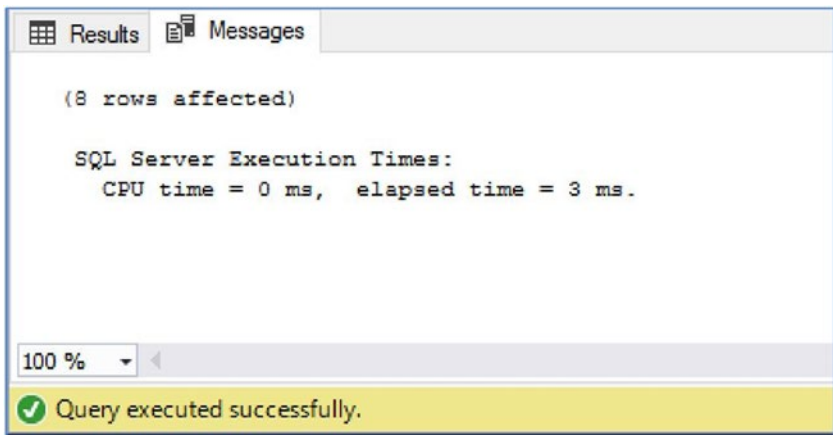 Results Messages
(8 rows affected)
SQL Server Execution Times:
CPU time = 0 ms,  elapsed time = 3 ms.
100 %
Query executed successfully.